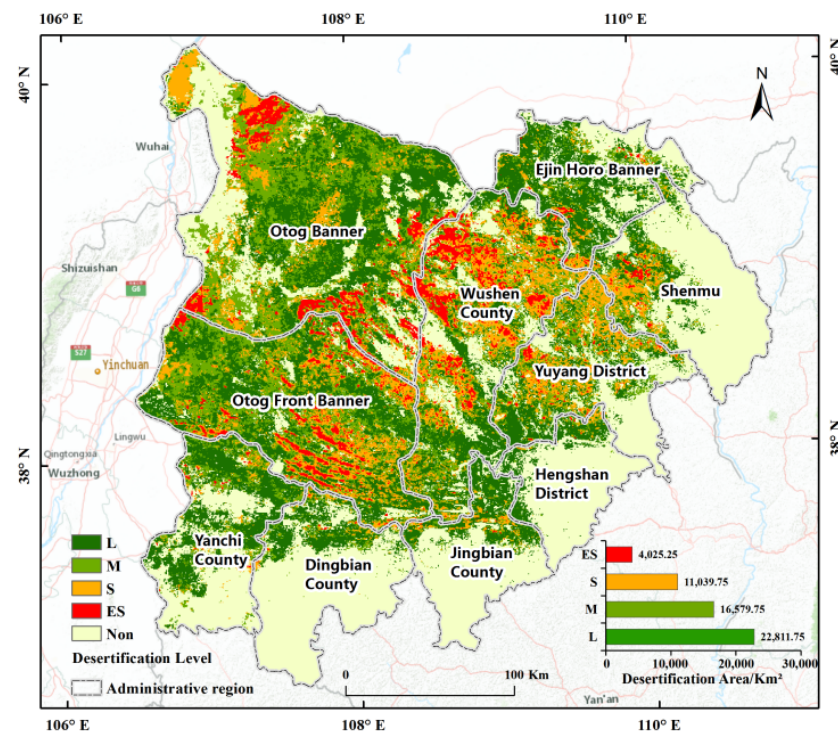 106° E
108° E
110° E
40° N
40° N
N
Wuhai
Ejin Horo Banner
Otog Banner
Shizuishan
G6
Wushen
County
Shenmu
S27
Yinchuan
Yuyang District
Otog Front Banner
Lingwu
38° N
38° N
Qingtongxia
Wuzhong
Hengshan
District
Yanchi
County
Dingbian
County
Jingbian
County
L
M
S
ES
Non
Desertification Level
Administrative region
0
100 Km
ES
4,025.25
S
11,039.75
M
16,579.75
L
22,811.75
0
10,000
20,000
30,000
Desertification Area/Km²
Yan'an
106° E
108° E
110° E